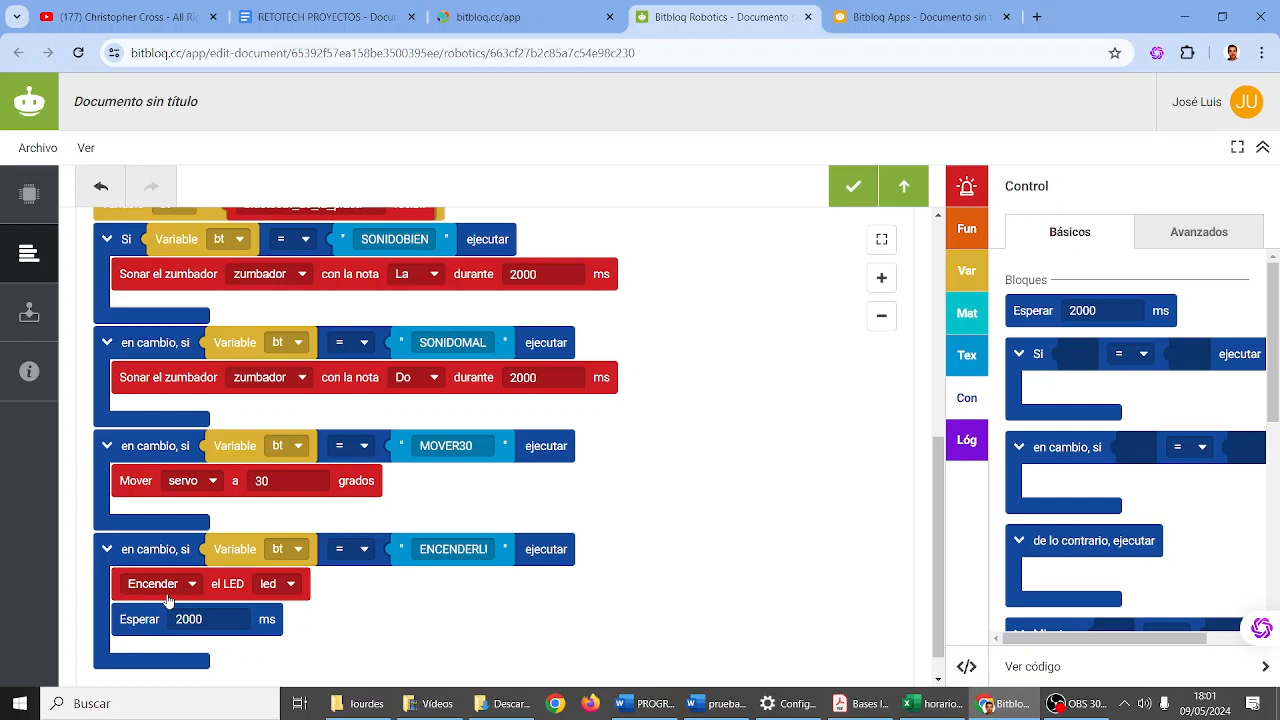 (1) Christopher Cross - All Ri
RETOTECH PROYECTOS - Docu
bitbloq.cc/app
Bitbloq Robotics - Documento s
Bitbloq Apps - Documento sin t
bitbloq.cc/app/edit-document/65392f57ea158be3500395ee/robotics/663cf27b2c85a7c54e98c230
Documento sin título
José Luis JU
Archivo Ver
Si Variable bt = " SONIDOBIEN " ejecutar
Sonar el zumbador zumbador con la nota La durante 2000 ms
en cambio, si Variable bt = " SONIDOMAL " ejecutar
Sonar el zumbador zumbador con la nota Do durante 2000 ms
en cambio, si Variable bt = " MOVER30 " ejecutar
Mover servo a 30 grados
en cambio, si Variable bt = " ENCENDERLI " ejecutar
Encender el LED led
Esperar 2000 ms
Fun
Var
Mat
Tex
Con
Lóg
Control
Básicos Avanzados
Bloques
Esperar 2000 ms
Si = ejecutar
en cambio, si =
de lo contrario, ejecutar
</> Ver código
Buscar
lourdes
Vídeos
Descar...
PROGR...
prueba...
Config...
Bases l...
horario...
Bitblo...
OBS 30...
18:01
09/05/2024